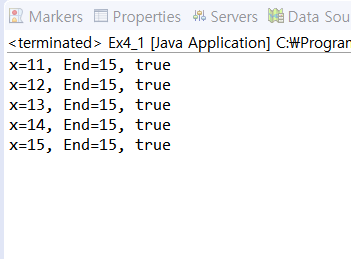 Markers Properties Servers Data Sou
<terminated> Ex4_1 [Java Application] C:₩Program
x=11, End=15, true
x=12, End=15, true
x=13, End=15, true
x=14, End=15, true
x=15, End=15, true